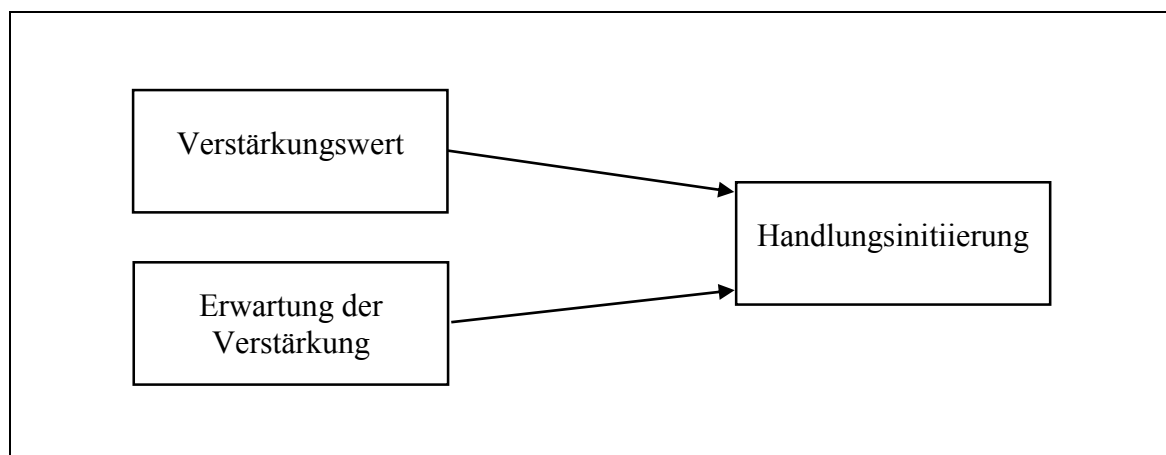 Verstärkungswert
Handlungsinitiierung
Erwartung der
Verstärkung